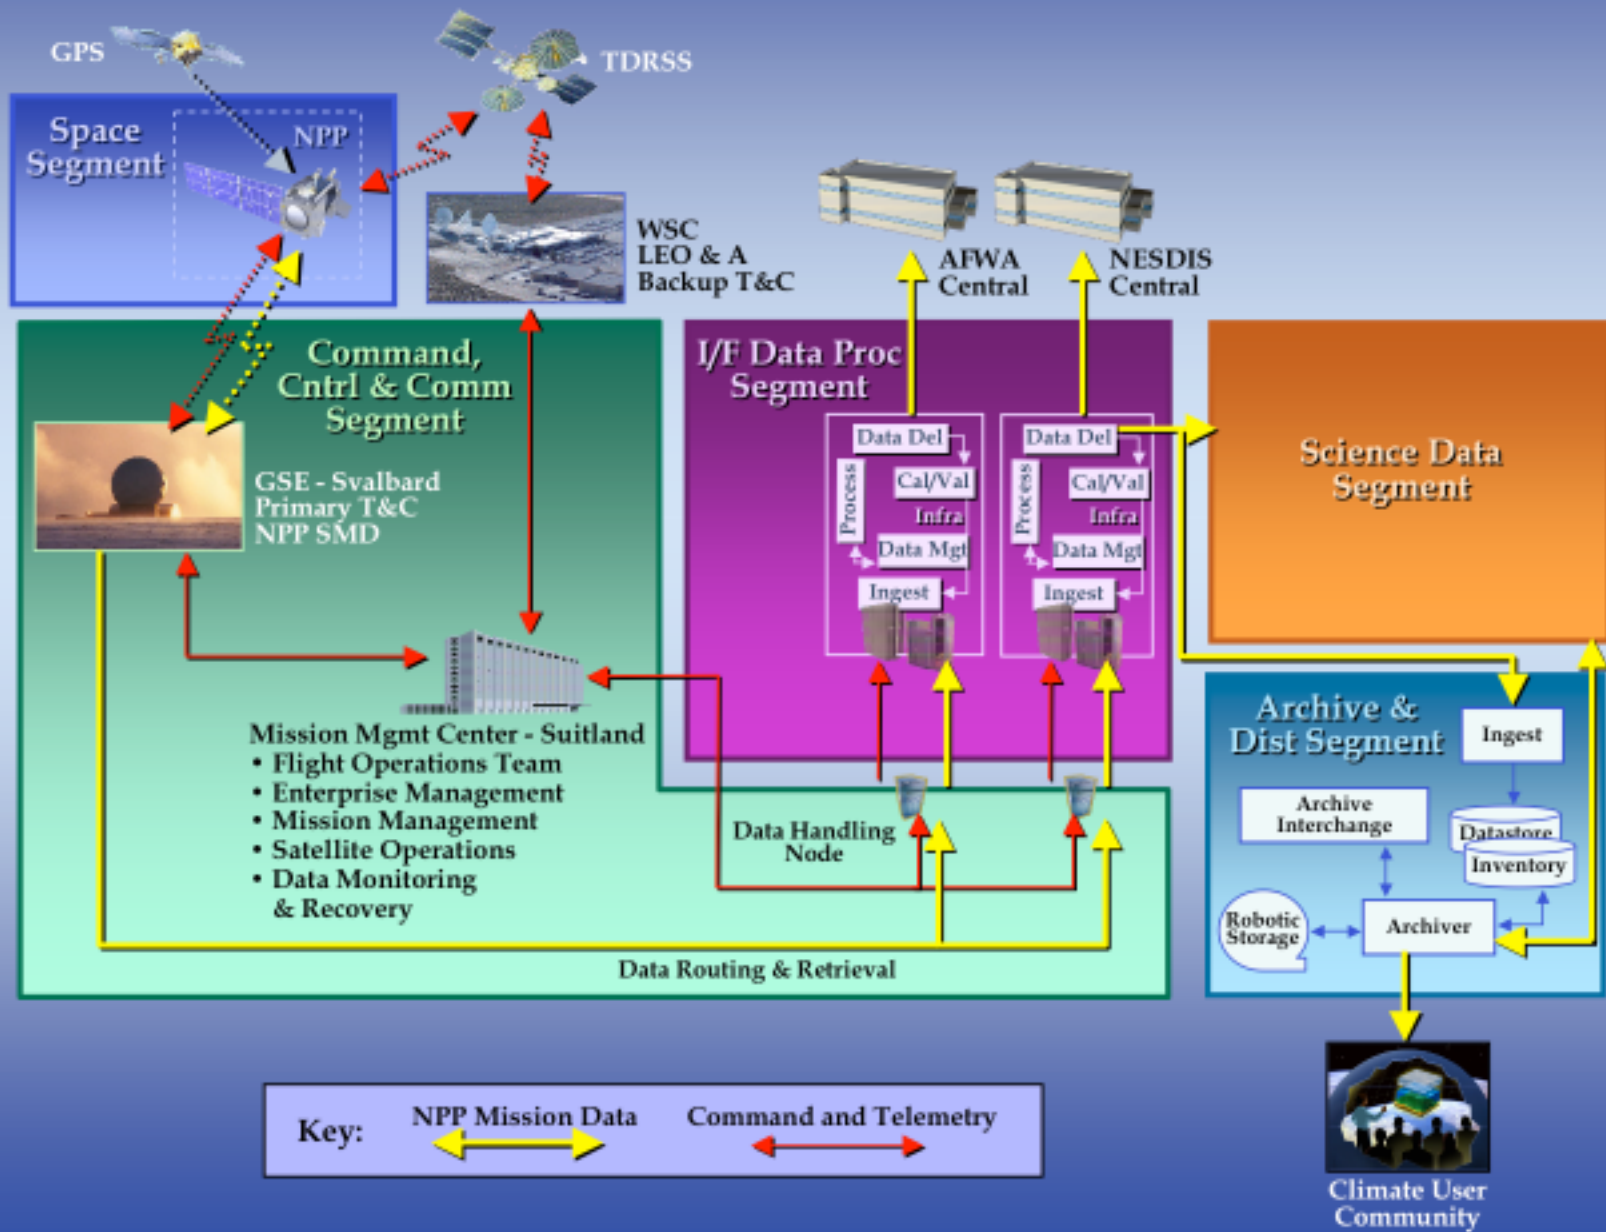 GPS
TDRSS
Space
Segment
NPP
WSC
LEO & A
Backup T&C
AFWA
Central
NESDIS
Central
Command,
Cntrl & Comm
Segment
GSE - Svalbard
Primary T&C
NPP SMD
I/F Data Proc
Segment
Data Del
Cal/Val
Process
Infra
Data Mgt
Ingest
Data Del
Cal/Val
Process
Infra
Data Mgt
Ingest
Science Data
Segment
Mission Mgmt Center - Suitland
• Flight Operations Team
• Enterprise Management
• Mission Management
• Satellite Operations
• Data Monitoring
& Recovery
Data Handling
Node
Data Routing & Retrieval
Archive &
Dist Segment
Ingest
Archive
Interchange
Datastore
Inventory
Robotic
Storage
Archiver
Climate User
Community
Key:
NPP Mission Data
Command and Telemetry